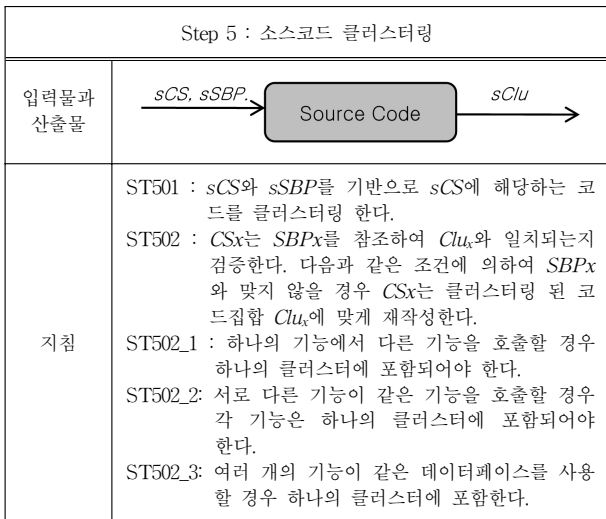 Step 5 : 소스코드 클러스터링
입력물과
산출물
sCS, sSBP.
Source Code
sClu
지침
ST501 : sCS와 sSBP를 기반으로 sCS에 해당하는 코
드를 클러스터링 한다.
ST502 : CSx는 SBPx를 참조하여 Clux와 일치되는지
검증한다. 다음과 같은 조건에 의하여 SBPx
와 맞지 않을 경우 CSx는 클러스터링 된 코
드집합 Clux에 맞게 재작성한다.
ST502_1 : 하나의 기능에서 다른 기능을 호출할 경우
하나의 클러스터에 포함되어야 한다.
ST502_2: 서로 다른 기능이 같은 기능을 호출할 경우
각 기능은 하나의 클러스터에 포함되어야
한다.
ST502_3: 여러 개의 기능이 같은 데이터페이스를 사용
할 경우 하나의 클러스터에 포함한다.